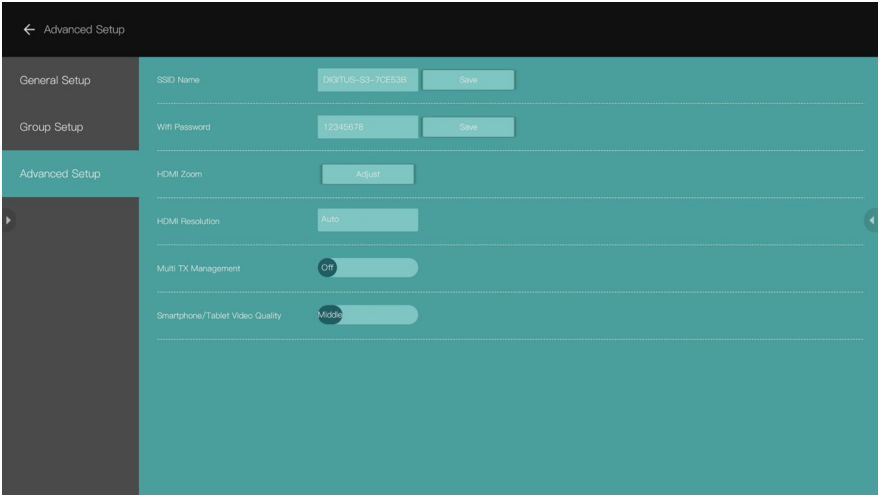 Advanced Setup
General Setup
SSID Name DIGITUS-S3-7CE53B Save
Group Setup
Wifi Password 12345678 Save
Advanced Setup
HDMI Zoom Adjust
HDMI Resolution Auto
Multi TX Management Off
Smartphone/Tablet Video Quality Middle